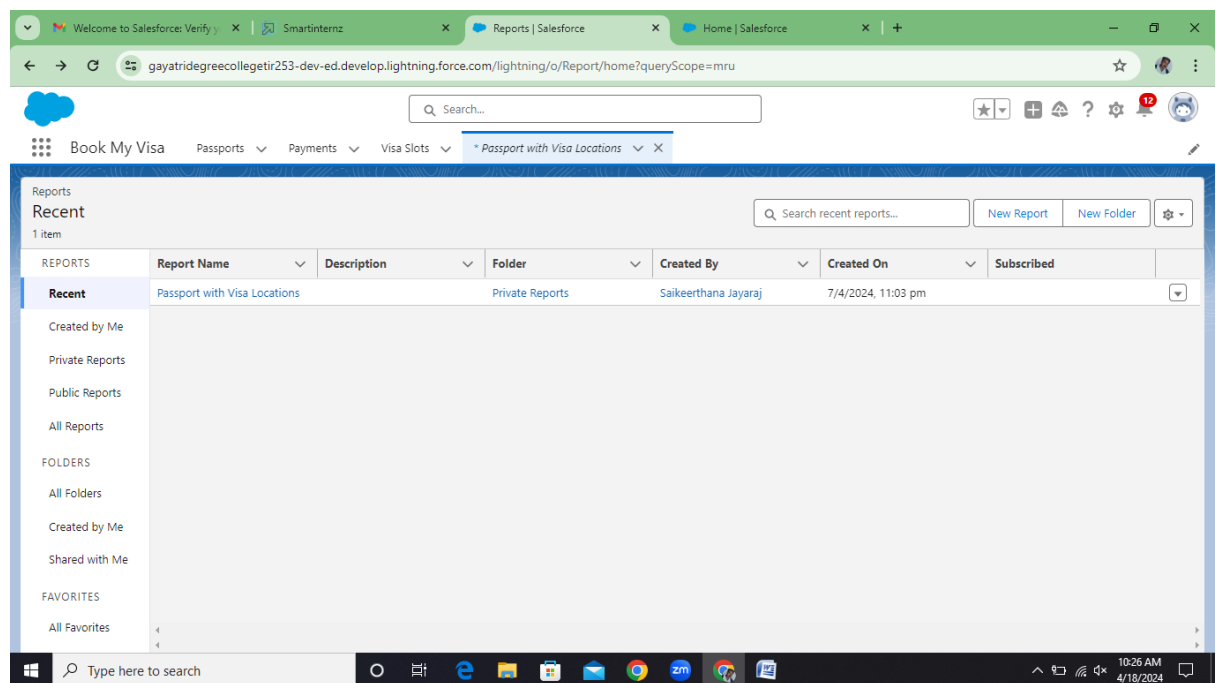 Welcome to Salesforce: Verify y
Smartinternz
Reports | Salesforce
Home | Salesforce
gayatridegreecollegetir253-dev-ed.develop.lightning.force.com/lightning/o/Report/home?queryScope=mru
Search...
12
Book My Visa
Passports
Payments
Visa Slots
* Passport with Visa Locations
Reports
Recent
1 item
Search recent reports...
New Report
New Folder
REPORTS
Report Name
Description
Folder
Created By
Created On
Subscribed
Recent
Passport with Visa Locations
Private Reports
Saikeerthana Jayaraj
7/4/2024, 11:03 pm
Created by Me
Private Reports
Public Reports
All Reports
FOLDERS
All Folders
Created by Me
Shared with Me
FAVORITES
All Favorites
Type here to search
zm
10:26 AM
4/18/2024